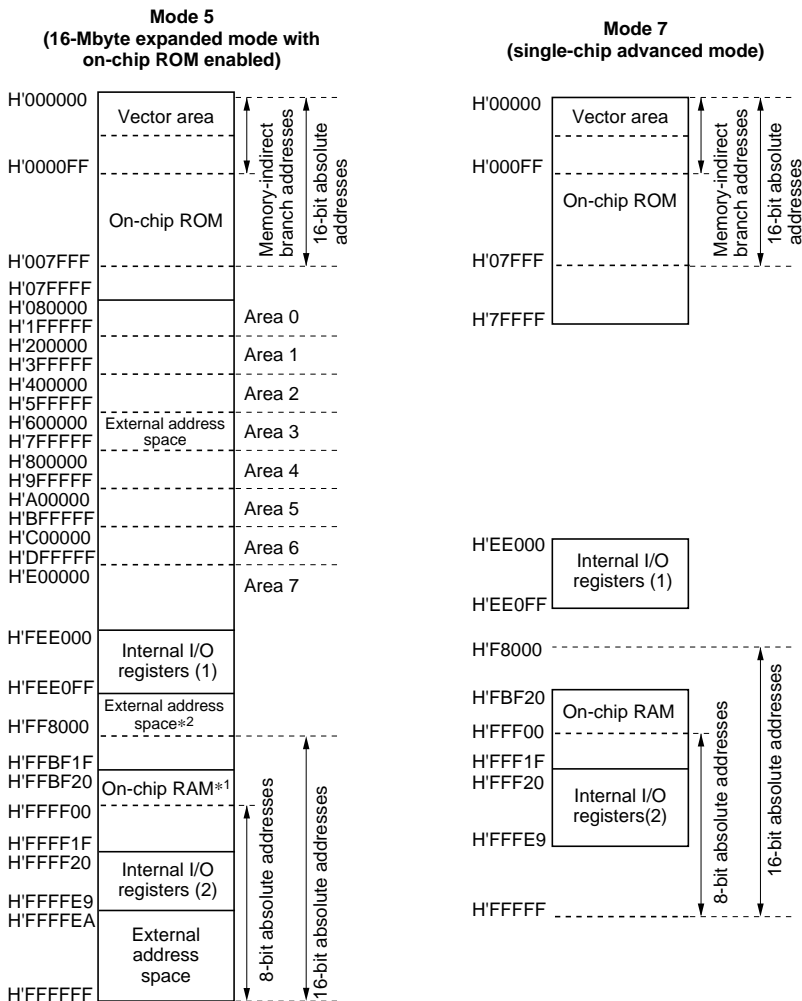 Mode 5
(16-Mbyte expanded mode with
on-chip ROM enabled)
H'000000
Vector area
H'0000FF
On-chip ROM
H'007FFF
H'07FFFF
H'080000
H'1FFFFF
H'200000
H'3FFFFF
H'400000
H'5FFFFF
H'600000
H'7FFFFF
H'800000
H'9FFFFF
H'A00000
H'BFFFFF
H'C00000
H'DFFFFF
H'E00000
External address
space
Area 0
Area 1
Area 2
Area 3
Area 4
Area 5
Area 6
Area 7
Memory-indirect
branch addresses
16-bit absolute
addresses
H'FEE000
Internal I/O
registers (1)
H'FEE0FF
External address
space*2
H'FF8000
H'FFBF1F
H'FFBF20
On-chip RAM*1
H'FFFF00
H'FFFF1F
H'FFFF20
Internal I/O
registers (2)
H'FFFFE9
H'FFFFEA
External
address
space
H'FFFFFF
8-bit absolute addresses
16-bit absolute addresses
Mode 7
(single-chip advanced mode)
H'00000
Vector area
H'000FF
On-chip ROM
H'07FFF
H'7FFFF
Memory-indirect
branch addresses
16-bit absolute
addresses
H'EE000
Internal I/O
registers (1)
H'EE0FF
H'F8000
H'FBF20
On-chip RAM
H'FFF00
H'FFF1F
H'FFF20
Internal I/O
registers(2)
H'FFFE9
H'FFFFF
8-bit absolute addresses
16-bit absolute addresses